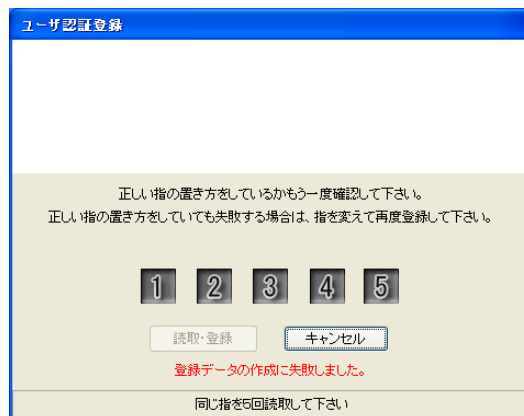 ユーザ認証登録
正しい指の置き方をしているかもう一度確認して下さい。
正しい指の置き方をしていても失敗する場合は、指を変えて再度登録して下さい。
1 2 3 4 5
読取・登録 キャンセル
登録データの作成に失敗しました。
同じ指を5回読取して下さい